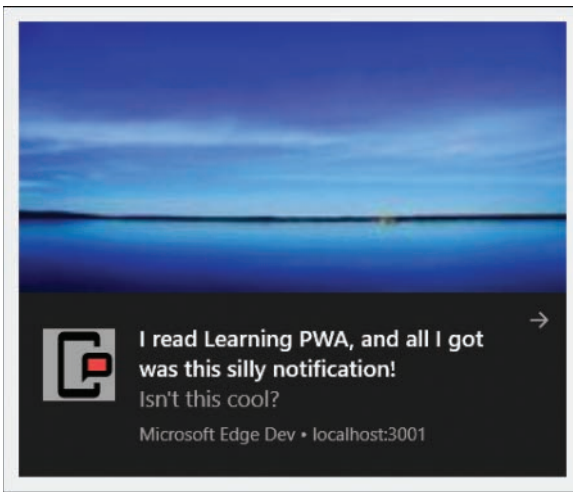 I read Learning PWA, and all I got
was this silly notification!
Isn't this cool?
Microsoft Edge Dev • localhost:3001